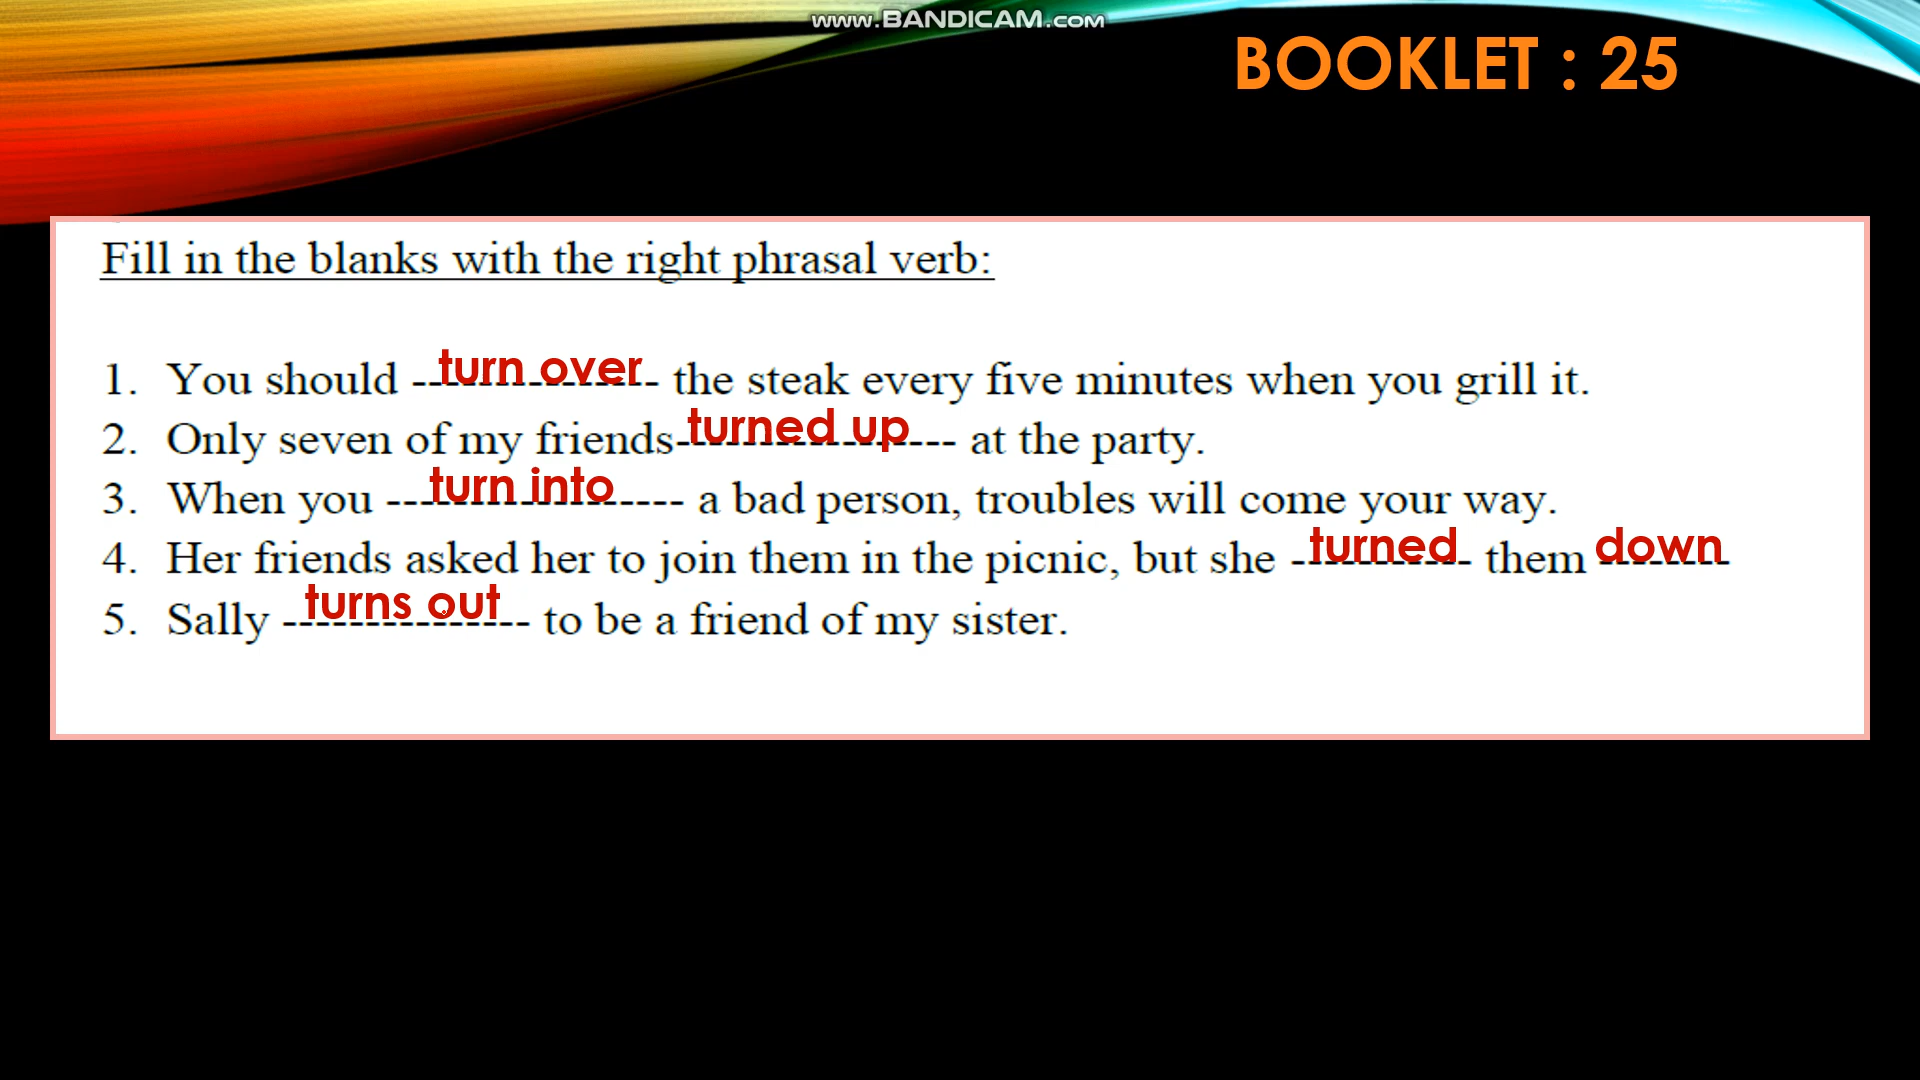 www.BANDICAM.com
BOOKLET : 25
Fill in the blanks with the right phrasal verb:
1. You should turn over the steak every five minutes when you grill it.
2. Only seven of my friends turned up at the party.
3. When you turn into a bad person, troubles will come your way.
4. Her friends asked her to join them in the picnic, but she turned them down
5. Sally turns out to be a friend of my sister.